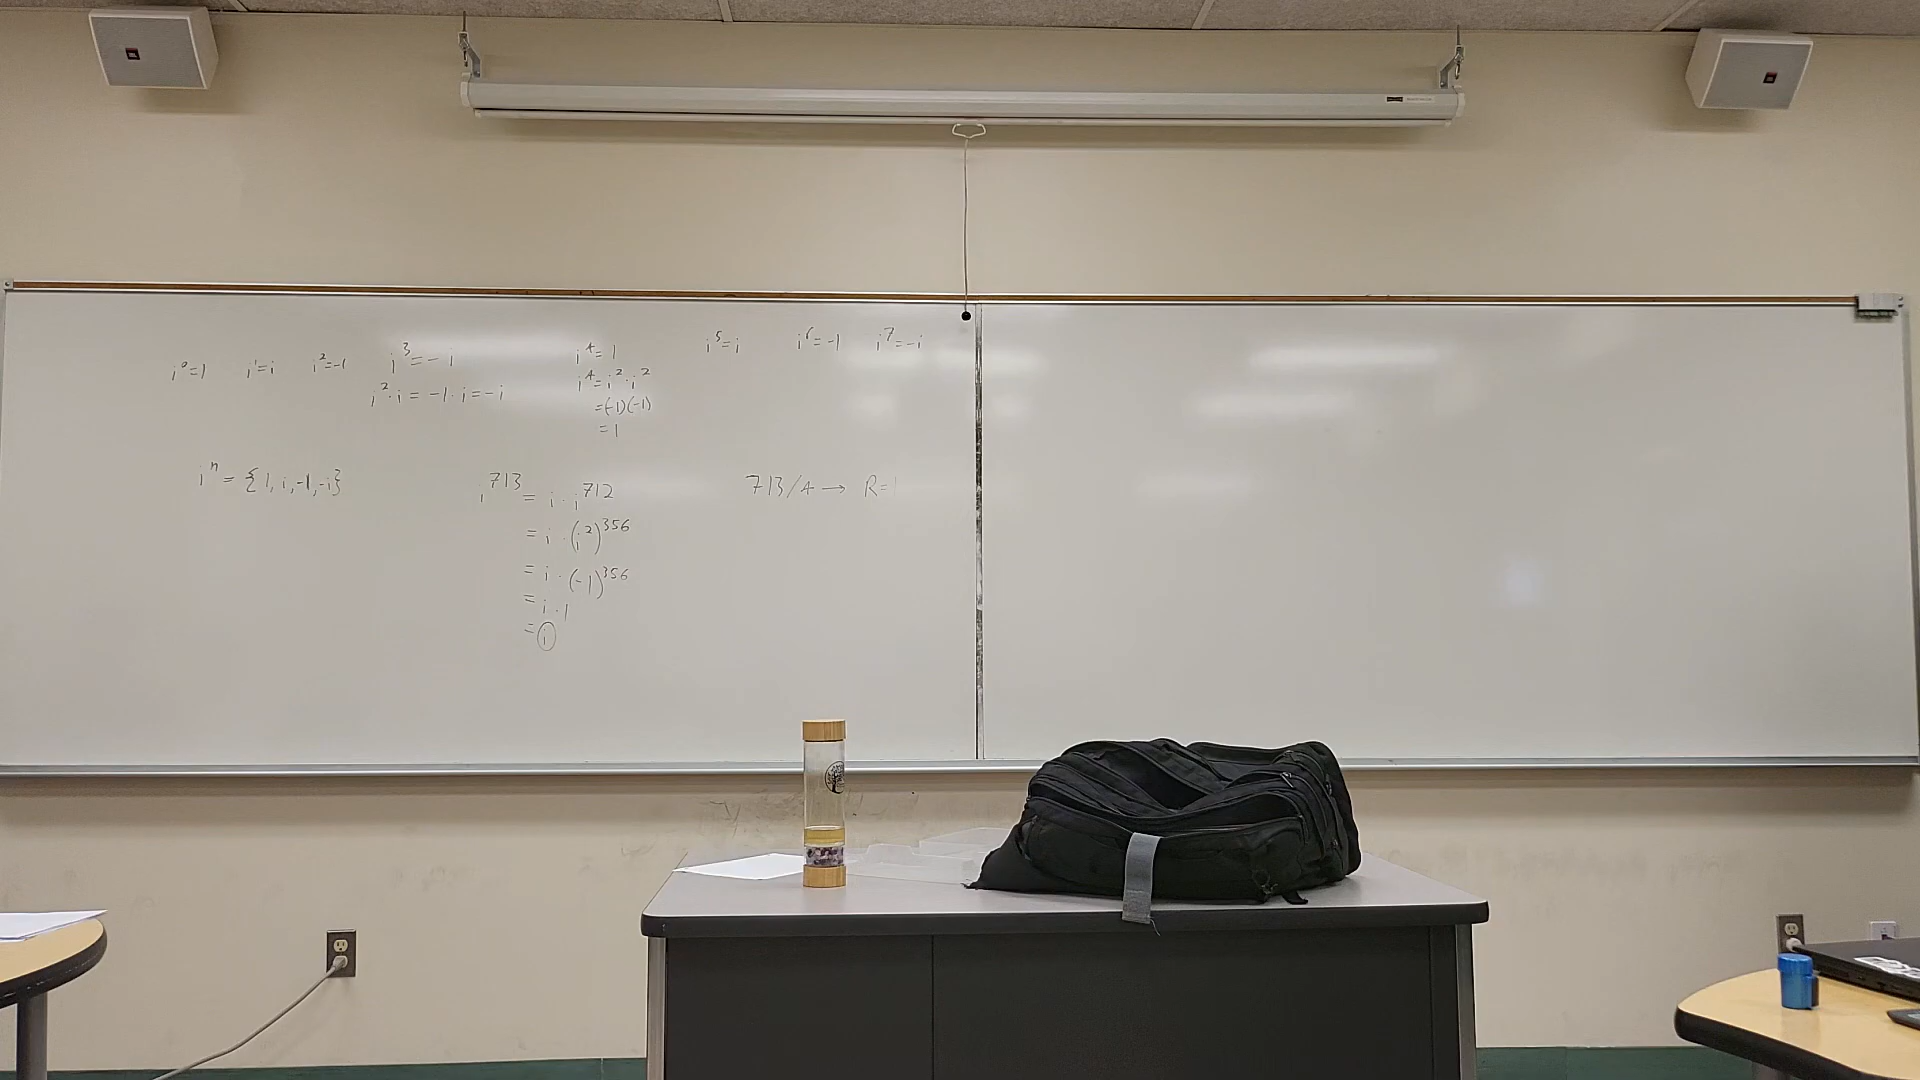 i⁰=1 i¹=i i²=-1 i³=-i i⁴=1 i⁵=i i⁶=-1 i⁷=-i
i²·i=-1·i=-i i⁴=i²·i²
=(-1)(-1)
=1
iⁿ={1,i,-1,-i} i⁷¹³=i·i⁷¹² 713/4→ R=1
=i·(i²)³⁵⁶
=i·(-1)³⁵⁶
=i·1
=i